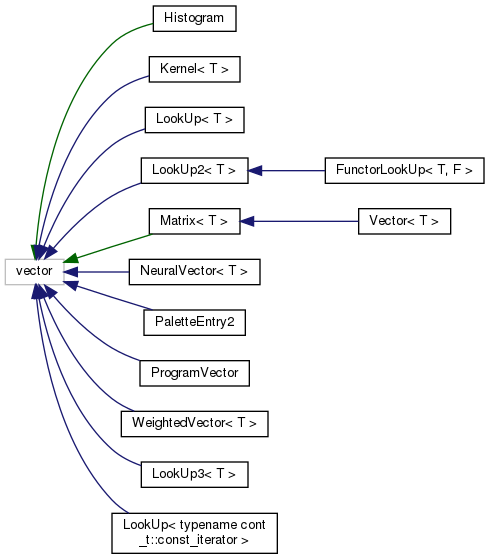 Histogram
Kernel< T >
LookUp< T >
LookUp2< T >
FunctorLookUp< T, F >
Matrix< T >
Vector< T >
vector
NeuralVector< T >
PaletteEntry2
ProgramVector
WeightedVector< T >
LookUp3< T >
LookUp< typename cont
_t::const_iterator >